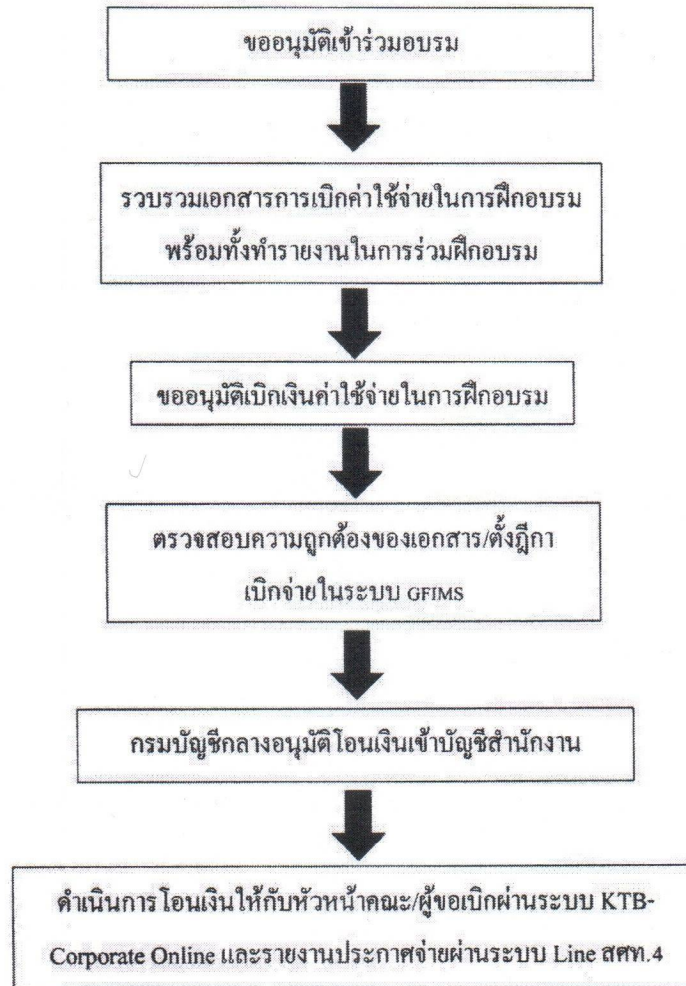 ขออนุมัติเข้าร่วมอบรม
รวบรวมเอกสารการเบิกค่าใช้จ่ายในการฝึกอบรม
พร้อมทั้งทำรายงานในการร่วมฝึกอบรม
ขออนุมัติเบิกเงินค่าใช้จ่ายในการฝึกอบรม
ตรวจสอบความถูกต้องของเอกสาร/ตั้งฎีกา
เบิกจ่ายในระบบ GFIMS
กรมบัญชีกลางอนุมัติโอนเงินเข้าบัญชีสำนักงาน
ดำเนินการโอนเงินให้กับหัวหน้าคณะ/ผู้ขอเบิกผ่านระบบ KTB-
Corporate Online และรายงานประกาศจ่ายผ่านระบบ Line สศท.4